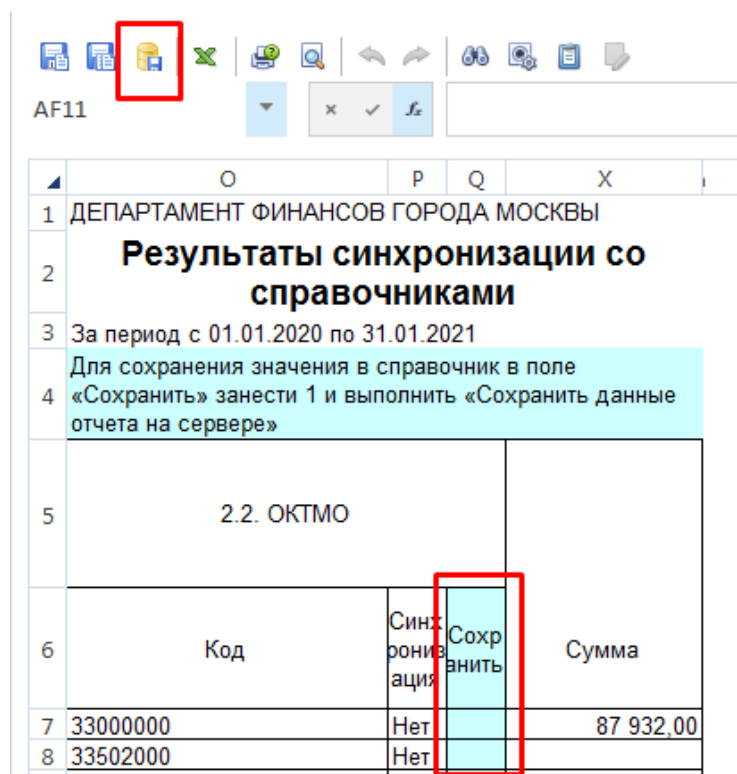 AF11
fx
O P Q X
1 ДЕПАРТАМЕНТ ФИНАНСОВ ГОРОДА МОСКВЫ
2 Результаты синхронизации со
справочниками
3 За период с 01.01.2020 по 31.01.2021
Для сохранения значения в справочник в поле
4 «Сохранить» занести 1 и выполнить «Сохранить данные
отчета на сервере»
5 2.2. ОКТМО
Синх
Сохр
6 Код рониз Сумма
анить
ация
7 33000000 Нет 87 932,00
8 33502000 Нет